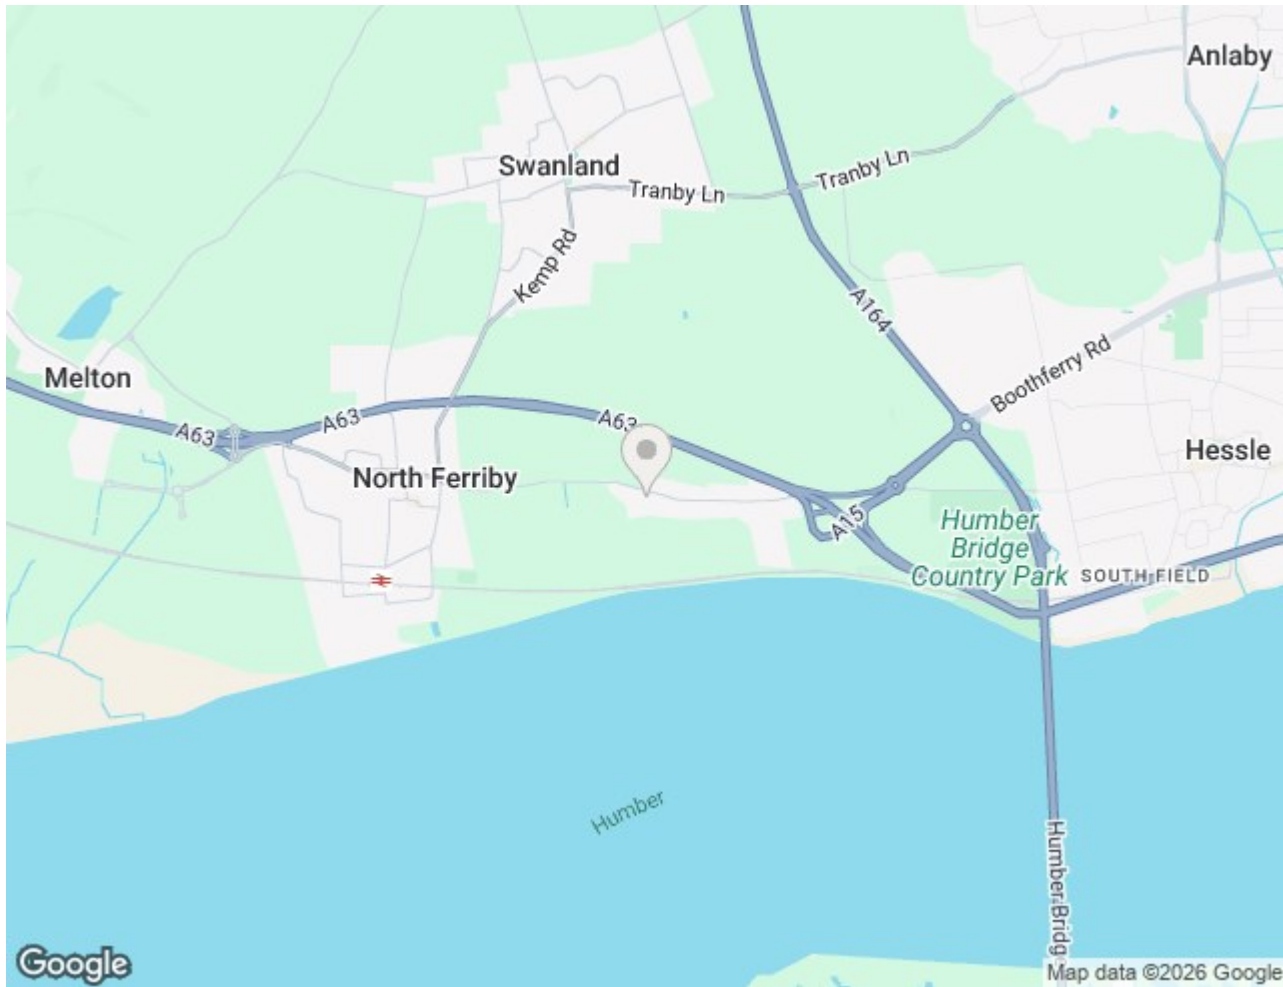 Anlaby
Swanland
Tranby Ln
Tranby Ln
Kemp Rd
A164
Boothferry Rd
Melton
A63
A63
A63
Hessle
North Ferriby
A15
Humber
Bridge
Country Park
SOUTH FIELD
Humber
Humber Bridge
Google
Map data ©2026 Google